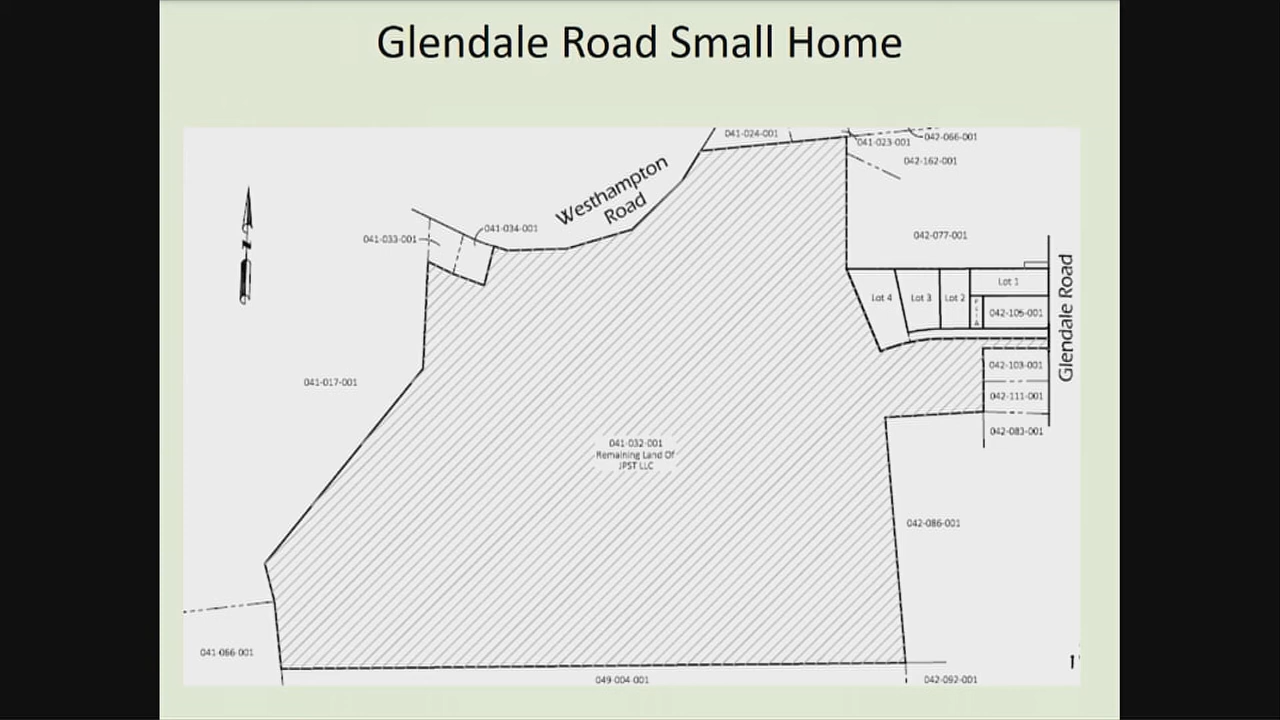 Glendale Road Small Home
041-024-001
041-023-001
042-066-001
042-162-001
Westhampton
Road
041-034-001
041-033-001
042-077-001
N
Glendale Road
Lot 1
Lot 4
Lot 3
Lot 2
042-105-001
042-103-001
041-017-001
042-111-001
042-083-001
041-032-001
Remaining Land Of
JPST LLC
042-086-001
041-066-001
049-004-001
042-092-001